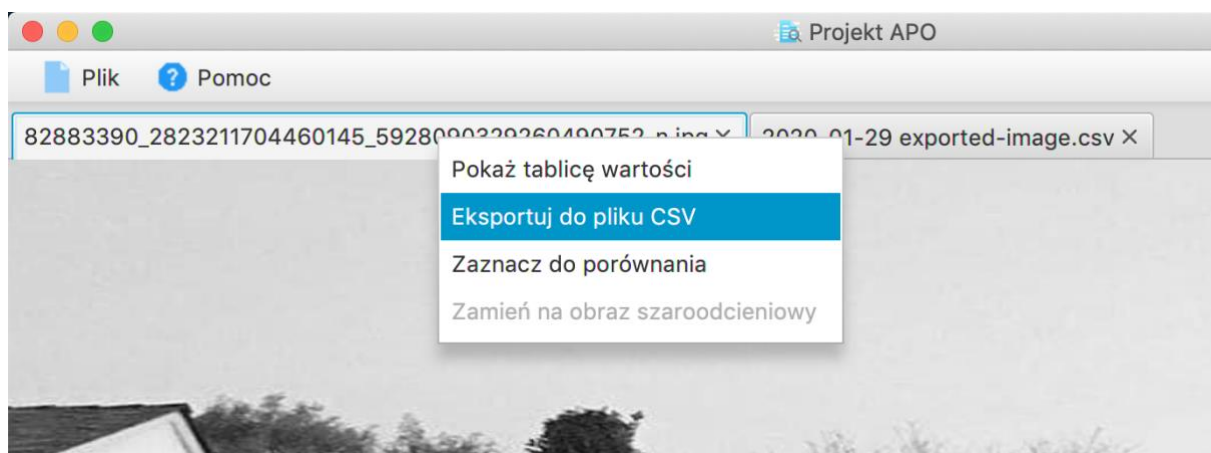 Projekt APO
Plik Pomoc
2020-01-29 exported-image.csv ×
Pokaż tablicę wartości
Eksportuj do pliku CSV
Zaznacz do porównania
Zamień na obraz szaroodcieniowy